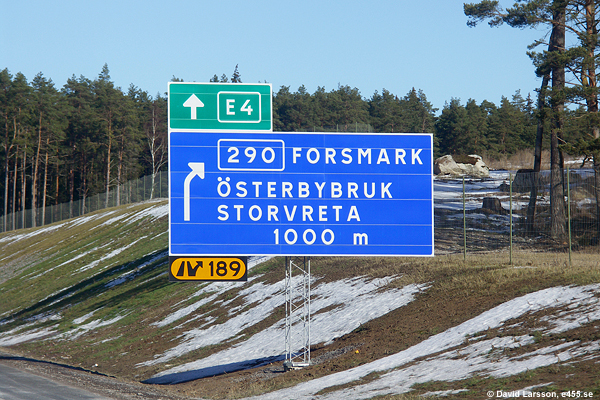 E4
290 FORSMARK
ÖSTERBYBRUK
STORVRETA
1000 m
189
© David Larsson, e455.se